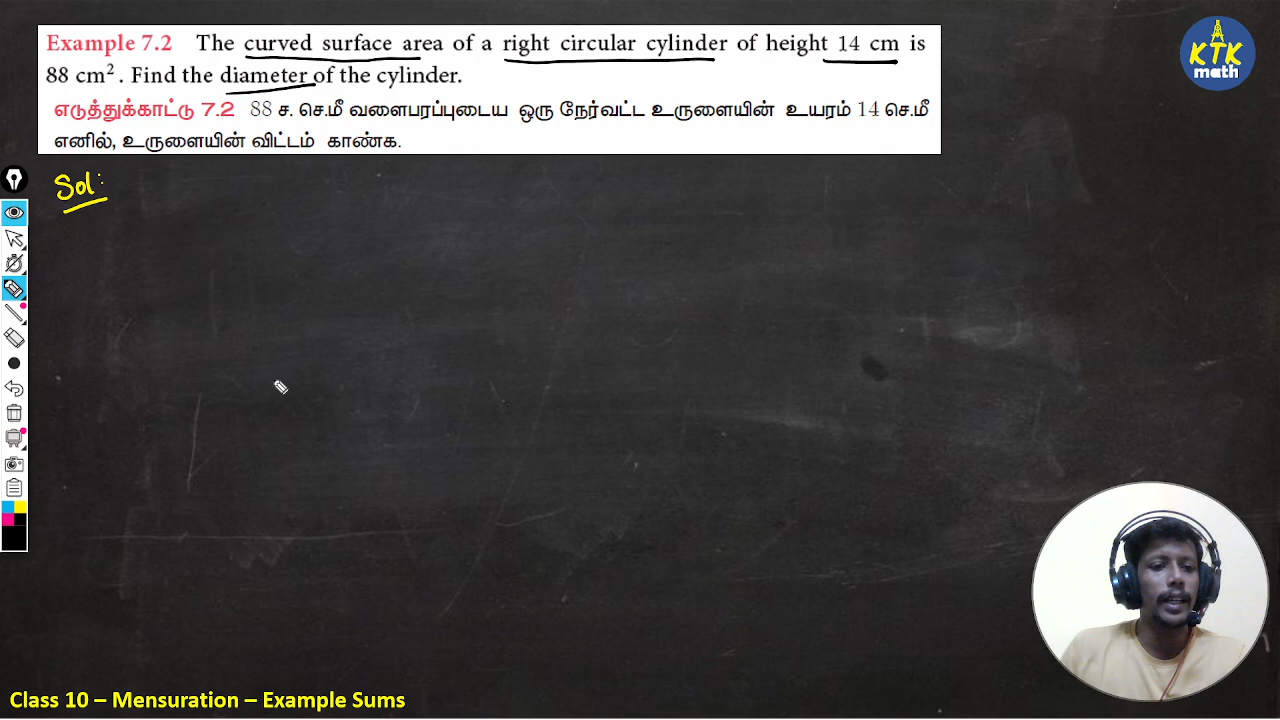 Example 7.2 The curved surface area of a right circular cylinder of height 14 cm is
88 cm². Find the diameter of the cylinder.
எடுத்துக்காட்டு 7.2 88 ச. செ.மீ வளைபரப்புடைய ஒரு நேர்வட்ட உருளையின் உயரம் 14 செ.மீ
எனில், உருளையின் விட்டம் காண்க.
KTK
math
Sol:
Class 10 – Mensuration – Example Sums